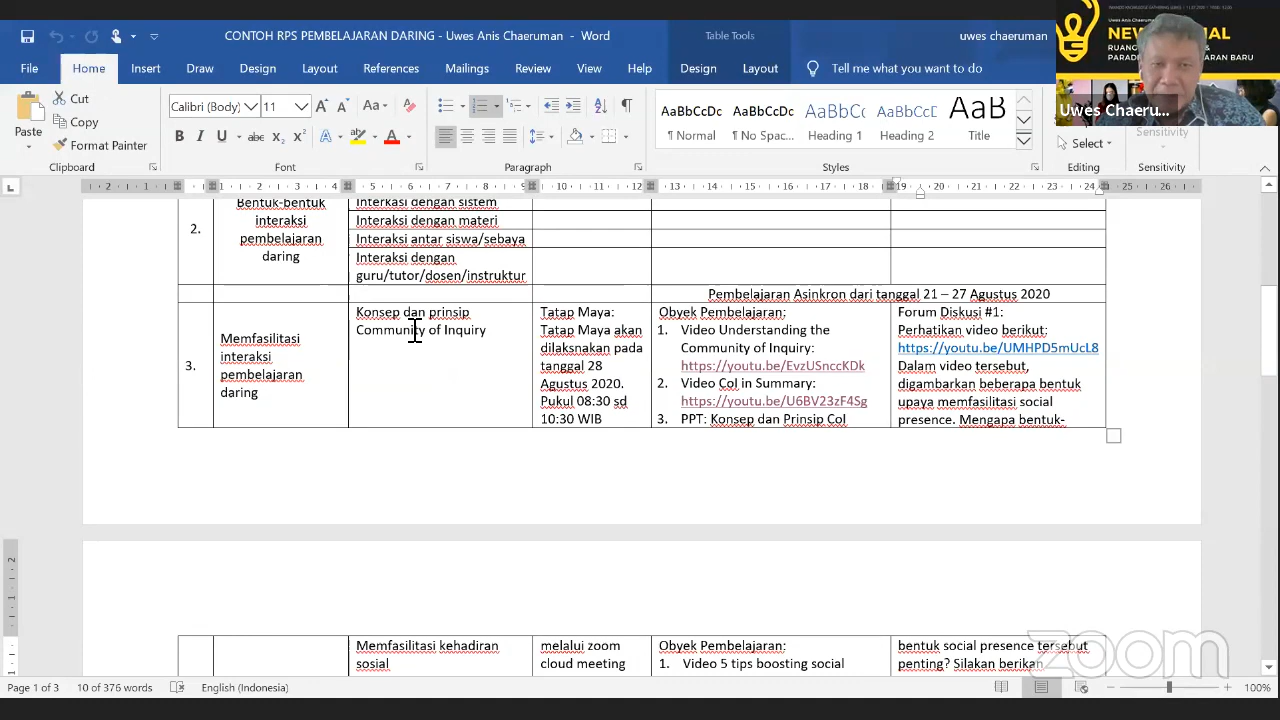 CONTOH RPS PEMBELAJARAN DARING - Uwes Anis Chaeruman - Word
Table Tools
uwes chaeruman
File
Home
Insert
Draw
Design
Layout
References
Mailings
Review
View
Help
Design
Layout
Tell me what you want to do
Uwes Anis Chaeruman
RUANG
PARADI
Uwes Chaeru...
Paste
Cut
Copy
Format Painter
Clipboard
Calibri (Body)
11
Font
Paragraph
AaBbCcDc
¶ Normal
AaBbCcDc
¶ No Spac...
AaBbCc
Heading 1
AaBbCcD
Heading 2
AaB
Title
Styles
Select
Editing
Sensitivity
Sensitivity
2.
Bentuk-bentuk
interaksi
pembelajaran
daring
Interkasi dengan sistem
Interaksi dengan materi
Interaksi antar siswa/sebaya
Interaksi dengan
guru/tutor/dosen/instruktur
Pembelajaran Asinkron dari tanggal 21 – 27 Agustus 2020
3.
Memfasilitasi
interaksi
pembelajaran
daring
Konsep dan prinsip
Community of Inquiry
Tatap Maya:
Tatap Maya akan
dilaksnakan pada
tanggal 28
Agustus 2020.
Pukul 08:30 sd
10:30 WIB
Obyek Pembelajaran:
1. Video Understanding the
Community of Inquiry:
https://youtu.be/EvzUSnccKDk
2. Video CoI in Summary:
https://youtu.be/U6BV23zF4Sg
3. PPT: Konsep dan Prinsip CoI
Forum Diskusi #1:
Perhatikan video berikut:
https://youtu.be/UMHPD5mUcL8
Dalam video tersebut,
digambarkan beberapa bentuk
upaya memfasilitasi social
presence. Mengapa bentuk-
Memfasilitasi kehadiran
sosial
melalui zoom
cloud meeting
Obyek Pembelajaran:
1. Video 5 tips boosting social
bentuk social presence tersebut
penting? Silakan berikan
zoom
Page 1 of 3
10 of 376 words
English (Indonesia)
100%